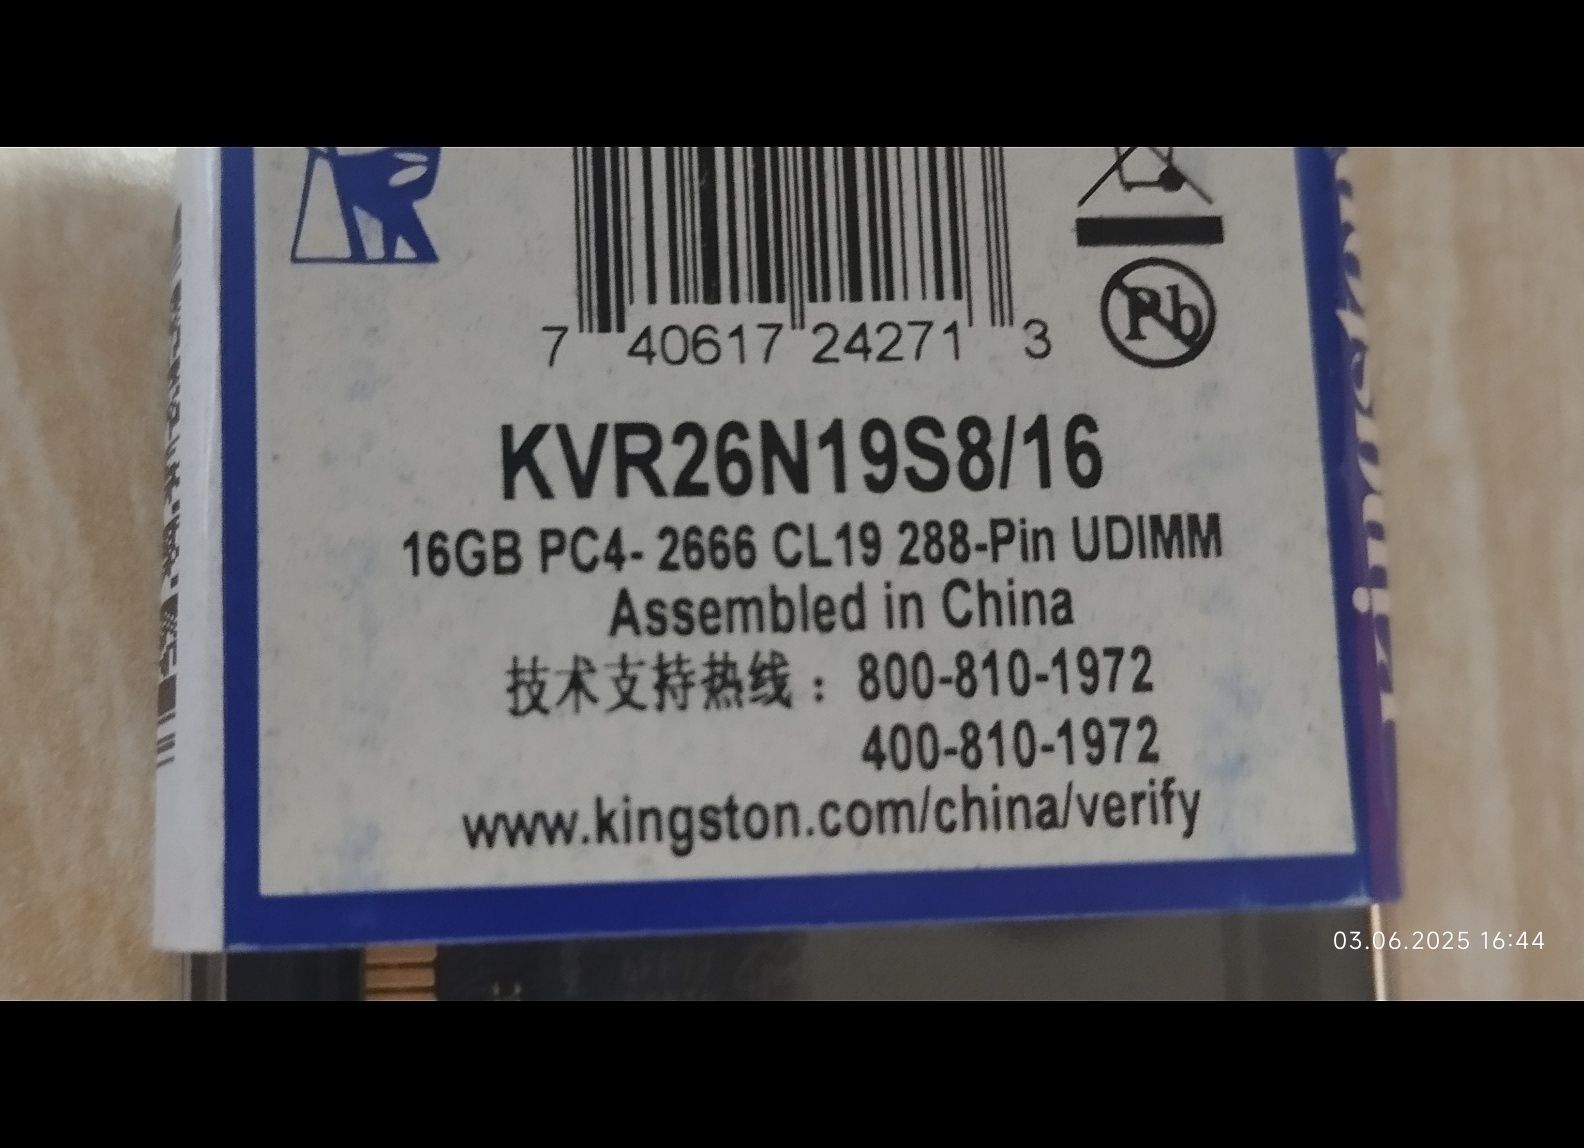 7 40617 24271 3
Pb
KVR26N19S8/16
16GB PC4- 2666 CL19 288-Pin UDIMM
Assembled in China
技术支持热线：800-810-1972
400-810-1972
www.kingston.com/china/verify
03.06.2025 16:44